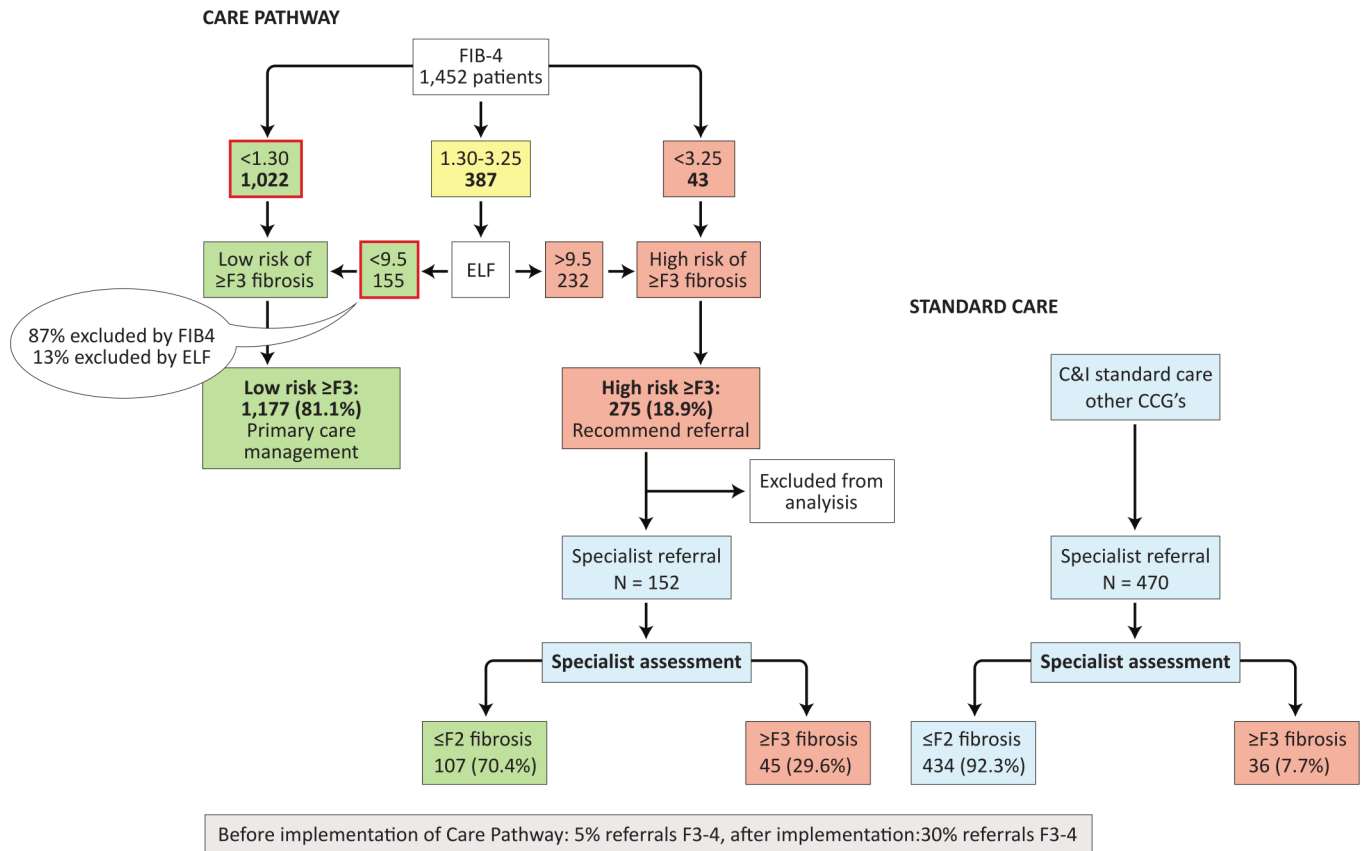 CARE PATHWAY
FIB-4
1,452 patients
<1.30
1,022
1.30-3.25
387
<3.25
43
Low risk of
≥F3 fibrosis
<9.5
155
ELF
>9.5
232
High risk of
≥F3 fibrosis
87% excluded by FIB4
13% excluded by ELF
Low risk ≥F3:
1,177 (81.1%)
Primary care
management
High risk ≥F3:
275 (18.9%)
Recommend referral
Excluded from
analyisis
Specialist referral
N = 152
Specialist assessment
≤F2 fibrosis
107 (70.4%)
≥F3 fibrosis
45 (29.6%)
STANDARD CARE
C&I standard care
other CCG's
Specialist referral
N = 470
Specialist assessment
≤F2 fibrosis
434 (92.3%)
≥F3 fibrosis
36 (7.7%)
Before implementation of Care Pathway: 5% referrals F3-4, after implementation:30% referrals F3-4